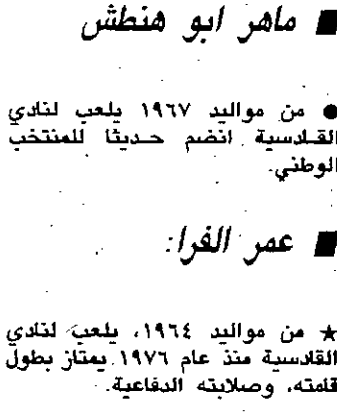 ■ ماهر ابو هنطش
● من مواليد ١٩٦٧ يلعب لنادي
القادسية انضم حديثا للمنتخب
الوطني.
■ عمر الفرا:
★ من مواليد ١٩٦٤، يلعب لنادي
القادسية منذ عام ١٩٧٦ يمتاز بطول
قامته، وصلابته الدفاعية.